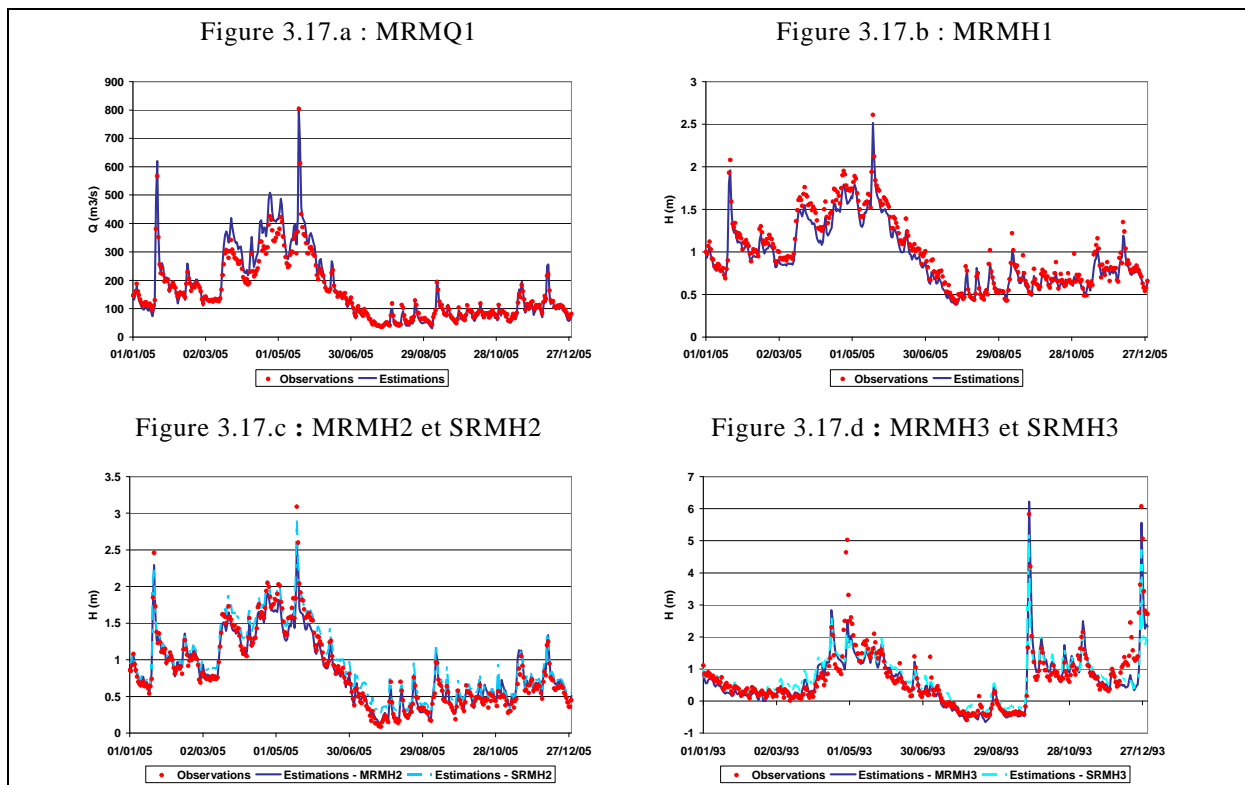 Figure 3.17.a : MRMQ1
Figure 3.17.b : MRMH1
Q (m3/s)
900
800
700
600
500
400
300
200
100
0
01/01/05 02/03/05 01/05/05 30/06/05 29/08/05 28/10/05 27/12/05
Observations Estimations
H (m)
3
2.5
2
1.5
1
0.5
0
01/01/05 02/03/05 01/05/05 30/06/05 29/08/05 28/10/05 27/12/05
Observations Estimations
Figure 3.17.c : MRMH2 et SRMH2
Figure 3.17.d : MRMH3 et SRMH3
H (m)
3.5
3
2.5
2
1.5
1
0.5
0
01/01/05 02/03/05 01/05/05 30/06/05 29/08/05 28/10/05 27/12/05
Observations Estimations - MRMH2 Estimations - SRMH2
H (m)
7
6
5
4
3
2
1
0
-1
01/01/93 02/03/93 01/05/93 30/06/93 29/08/93 28/10/93 27/12/93
Observations Estimations - MRMH3 Estimations - SRMH3